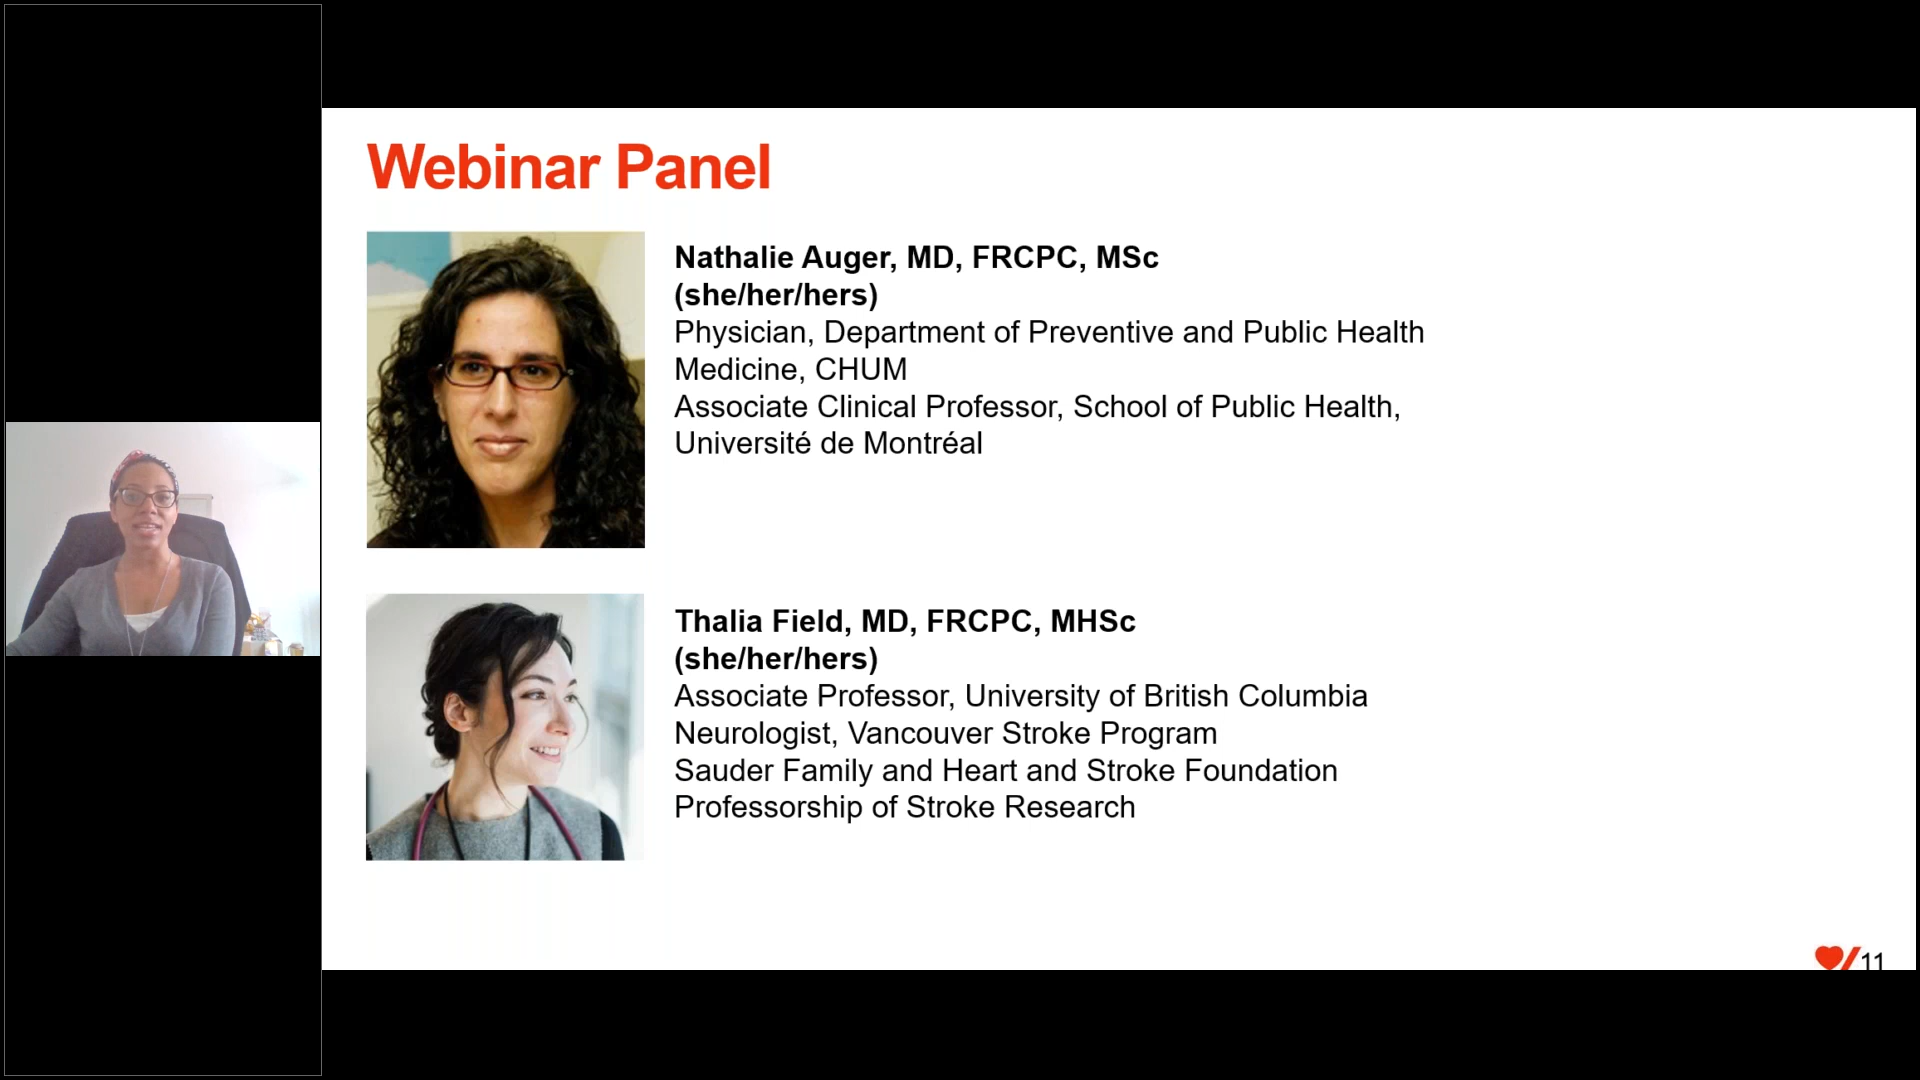 Webinar Panel
Nathalie Auger, MD, FRCPC, MSc
(she/her/hers)
Physician, Department of Preventive and Public Health
Medicine, CHUM
Associate Clinical Professor, School of Public Health,
Université de Montréal
Thalia Field, MD, FRCPC, MHSc
(she/her/hers)
Associate Professor, University of British Columbia
Neurologist, Vancouver Stroke Program
Sauder Family and Heart and Stroke Foundation
Professorship of Stroke Research
11